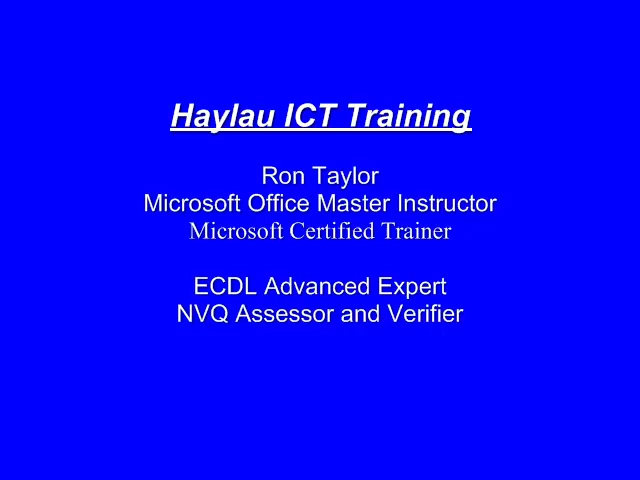 Haylau ICT Training
Ron Taylor
Microsoft Office Master Instructor
Microsoft Certified Trainer
ECDL Advanced Expert
NVQ Assessor and Verifier